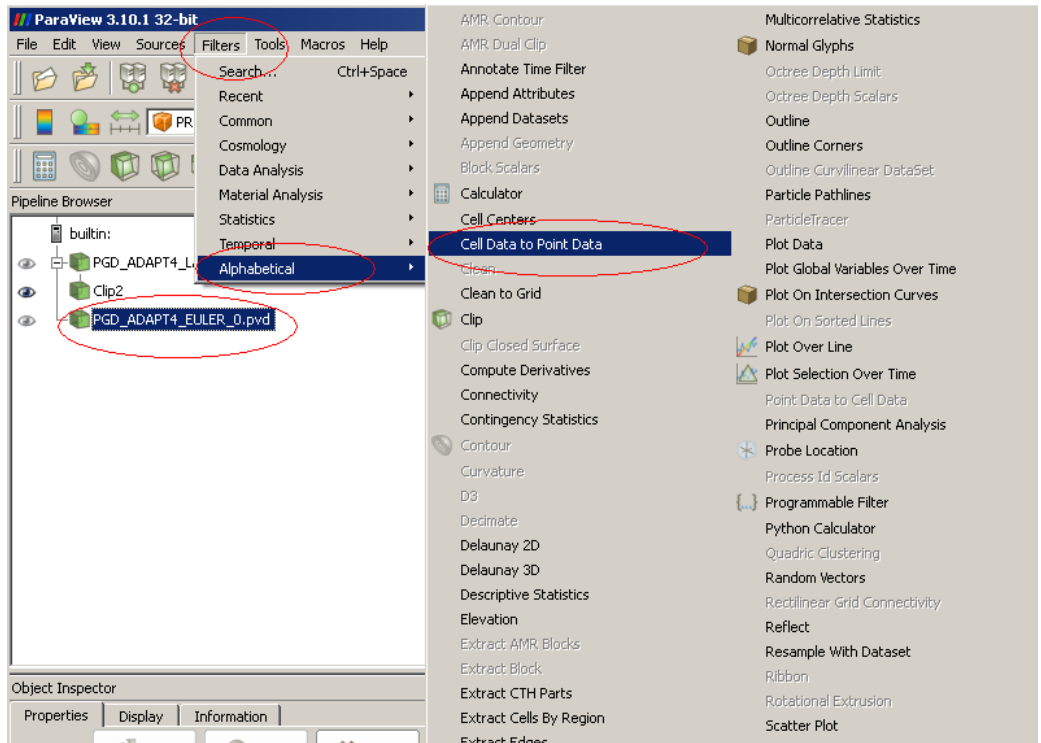 ParaView 3.10.1 32-bit
File Edit View Sources Filters Tools Macros Help
PR
Pipeline Browser
builtin:
Clip2
PGD_ADAPT4_EULER_0.pvd
Object Inspector
Properties Display Information
Search... Ctrl+Space
Recent
Common
Cosmology
Data Analysis
Material Analysis
Statistics
Temporal
Alphabetical
AMR Contour
AMR Dual Clip
Annotate Time Filter
Append Attributes
Append Datasets
Append Geometry
Block Scalars
Calculator
Cell Centers
Cell Data to Point Data
Clean
Clean to Grid
Clip
Clip Closed Surface
Compute Derivatives
Connectivity
Contingency Statistics
Contour
Curvature
D3
Decimate
Delaunay 2D
Delaunay 3D
Descriptive Statistics
Elevation
Extract AMR Blocks
Extract Block
Extract CTH Parts
Extract Cells By Region
Extract Edges
Multicorrelative Statistics
Normal Glyphs
Octree Depth Limit
Octree Depth Scalars
Outline
Outline Corners
Outline Curvilinear DataSet
Particle Pathlines
ParticleTracer
Plot Data
Plot Global Variables Over Time
Plot On Intersection Curves
Plot On Sorted Lines
Plot Over Line
Plot Selection Over Time
Point Data to Cell Data
Principal Component Analysis
Probe Location
Process Id Scalars
Programmable Filter
Python Calculator
Quadric Clustering
Random Vectors
Rectilinear Grid Connectivity
Reflect
Resample With Dataset
Ribbon
Rotational Extrusion
Scatter Plot